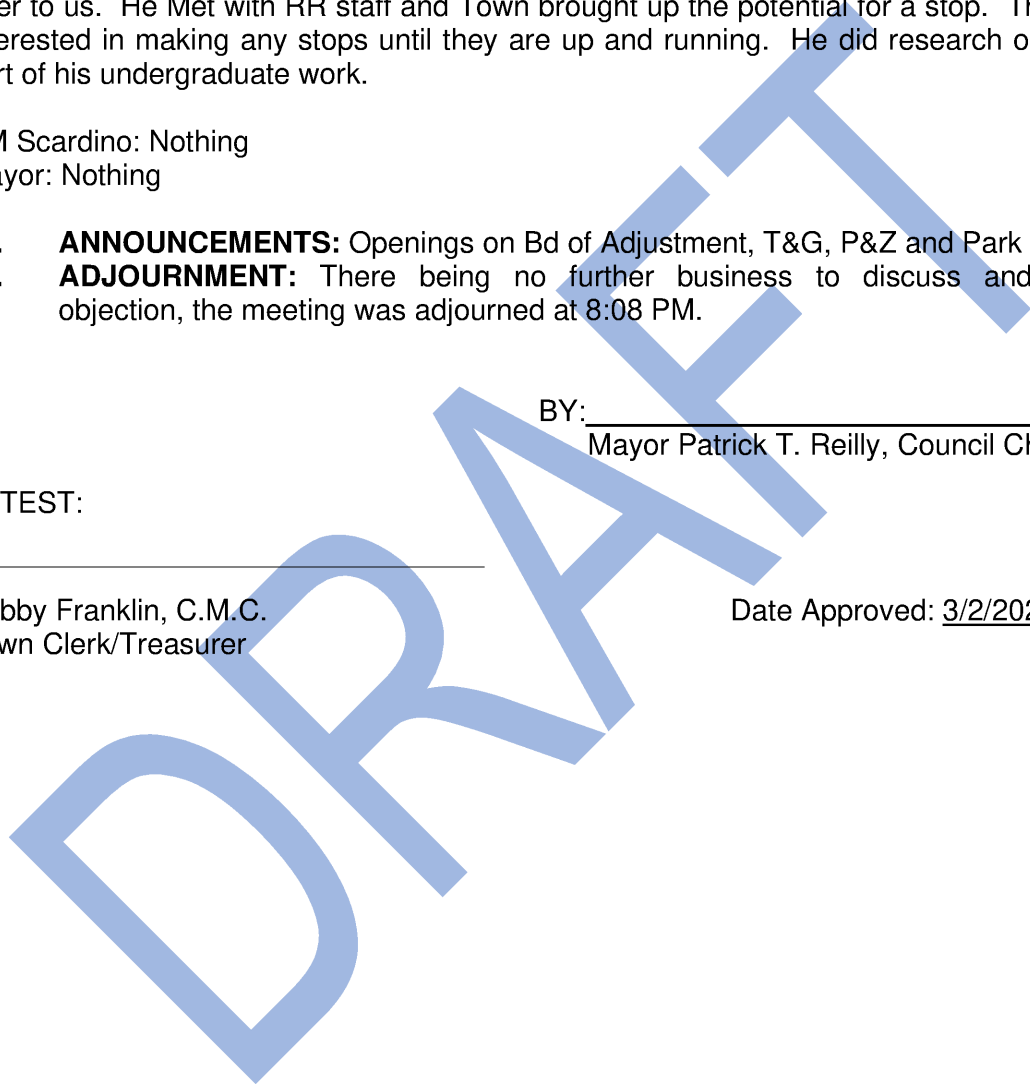 er to us. He Met with RR staff and Town brought up the potential for a stop. Th
erested in making any stops until they are up and running. He did research o
rt of his undergraduate work.
M Scardino: Nothing
ayor: Nothing
. ANNOUNCEMENTS: Openings on Bd of Adjustment, T&G, P&Z and Park
. ADJOURNMENT: There being no further business to discuss and
objection, the meeting was adjourned at 8:08 PM.
BY:
Mayor Patrick T. Reilly, Council Ch
TEST:
bby Franklin, C.M.C.
Date Approved: 3/2/202
wn Clerk/Treasurer
DRAFT